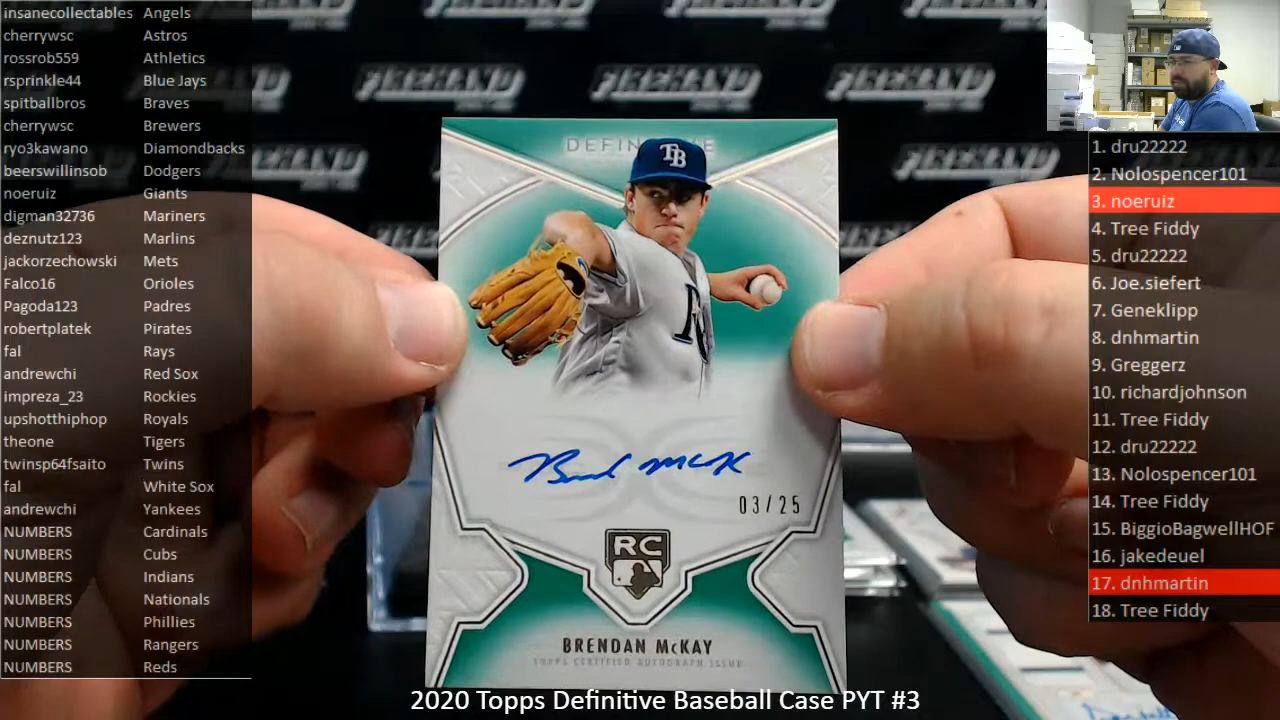 insanecollectables Angels
cherrywsc Astros
rossrob559 Athletics
rsprinkle44 Blue Jays
spitballbros Braves
cherrywsc Brewers
ryo3kawano Diamondbacks
beerswillinsob Dodgers
noeruiz Giants
digman32736 Mariners
deznutz123 Marlins
jackorzechowski Mets
Falco16 Orioles
Pagoda123 Padres
robertplatek Pirates
fal Rays
andrewchi Red Sox
impreza_23 Rockies
upshotthiphop Royals
theone Tigers
twinsp64fsaito Twins
fal White Sox
andrewchi Yankees
NUMBERS Cardinals
NUMBERS Cubs
NUMBERS Indians
NUMBERS Nationals
NUMBERS Phillies
NUMBERS Rangers
NUMBERS Reds
FIREHAND
FIREHAND
FIREHAND
FIREHAND
TB
R
03/25
RC
BRENDAN McKAY
TOPPS CERTIFIED AUTOGRAPH ISSUE
1. dru22222
2. Nolospencer101
3. noeruiz
4. Tree Fiddy
5. dru22222
6. Joe.siefert
7. Geneklipp
8. dnhmartin
9. Greggerz
10. richardjohnson
11. Tree Fiddy
12. dru22222
13. Nolospencer101
14. Tree Fiddy
15. BiggioBagwellHOF
16. jakedeuel
17. dnhmartin
18. Tree Fiddy
2020 Topps Definitive Baseball Case PYT #3